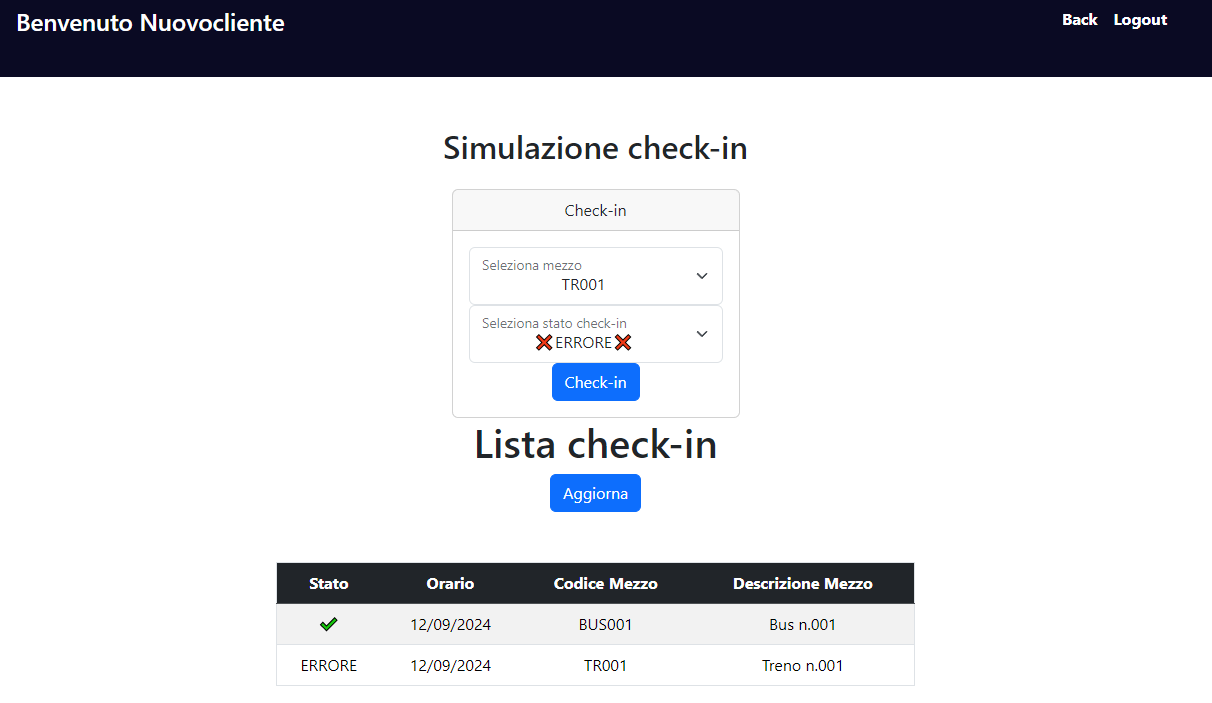 Benvenuto Nuovocliente
Back Logout
Simulazione check-in
Check-in
Seleziona mezzo
TR001
Seleziona stato check-in
❌ERRORE❌
Check-in
Lista check-in
Aggiorna
Stato Orario Codice Mezzo Descrizione Mezzo
✔ 12/09/2024 BUS001 Bus n.001
ERRORE 12/09/2024 TR001 Treno n.001